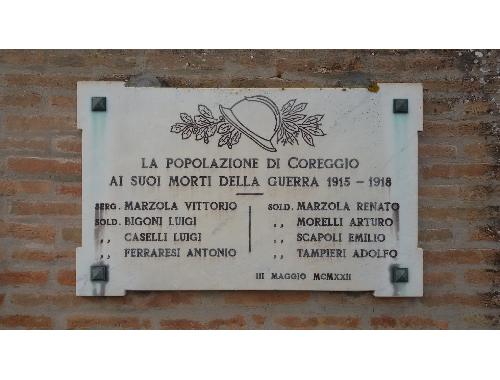 LA POPOLAZIONE DI COREGGIO
AI SUOI MORTI DELLA GUERRA 1915 - 1918
SERG. MARZOLA VITTORIO
SOLD. BIGONI LUIGI
,, CASELLI LUIGI
,, FERRARESI ANTONIO
SOLD. MARZOLA RENATO
,, MORELLI ARTURO
,, SCAPOLI EMILIO
,, TAMPIERI ADOLFO
III MAGGIO MCMXXII